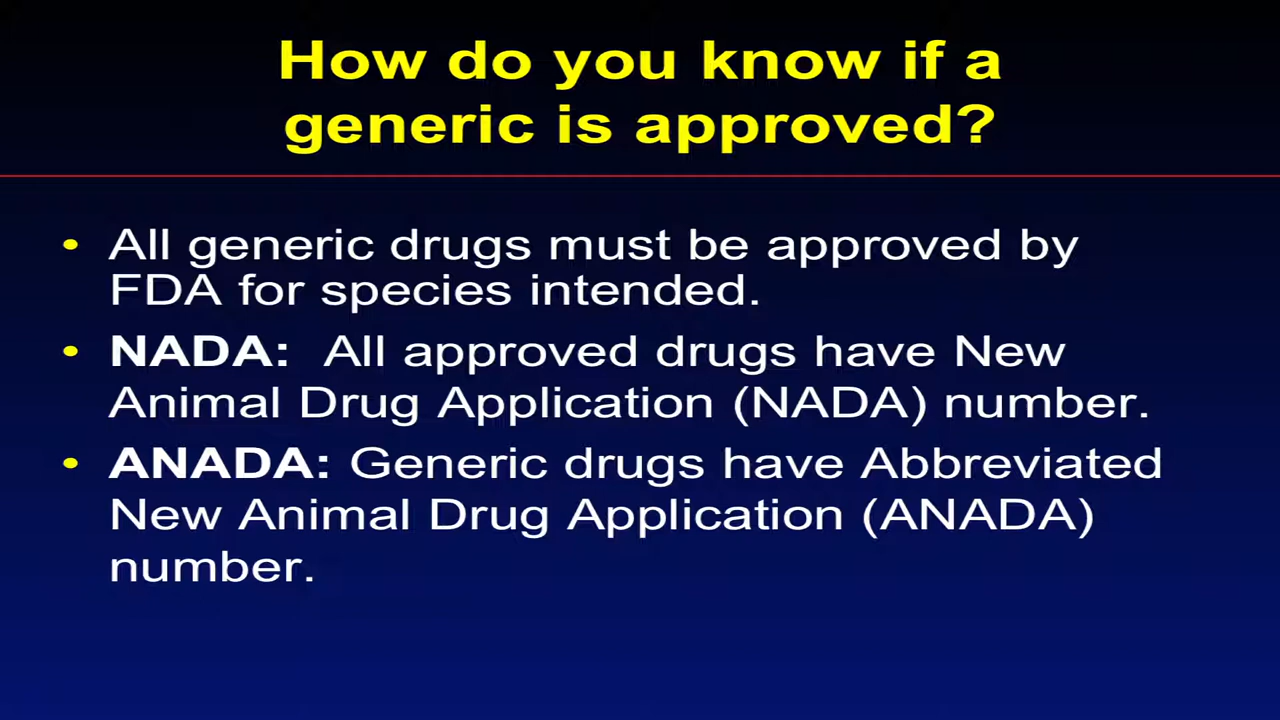 How do you know if a
generic is approved?
• All generic drugs must be approved by
FDA for species intended.
• NADA: All approved drugs have New
Animal Drug Application (NADA) number.
• ANADA: Generic drugs have Abbreviated
New Animal Drug Application (ANADA)
number.